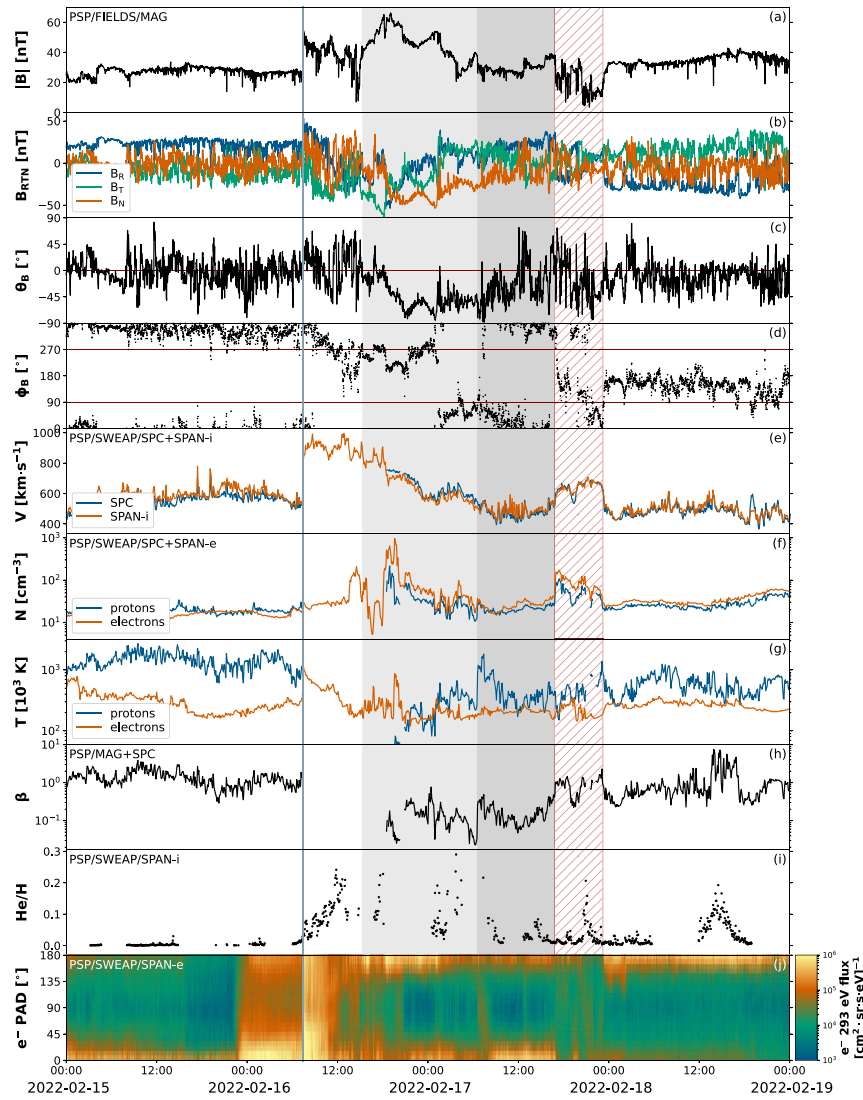 PSP/FIELDS/MAG
(a)
|B| [nT]
60
40
20
0
(b)
B_RTN [nT]
50
0
−50
B_R
B_T
B_N
(c)
θ_B [°]
90
45
0
−45
−90
(d)
ϕ_B [°]
270
180
90
0
PSP/SWEAP/SPC+SPAN-i
(e)
V [km·s⁻¹]
1000
800
600
400
SPC
SPAN-i
PSP/SWEAP/SPC+SPAN-e
(f)
N [cm⁻³]
10³
10²
10¹
protons
electrons
(g)
T [10³ K]
10³
10²
protons
electrons
PSP/MAG+SPC
(h)
β
10¹
10⁰
10⁻¹
PSP/SWEAP/SPAN-i
(i)
He/H
0.3
0.2
0.1
0.0
PSP/SWEAP/SPAN-e
(j)
e⁻ PAD [°]
180
135
90
45
0
10⁶
10⁵
10⁴
10³
e⁻ 293 eV flux
[cm²·sr·s·eV]⁻¹
00:00 12:00 00:00 12:00 00:00 12:00 00:00 12:00 00:00
2022-02-15 2022-02-16 2022-02-17 2022-02-18 2022-02-19